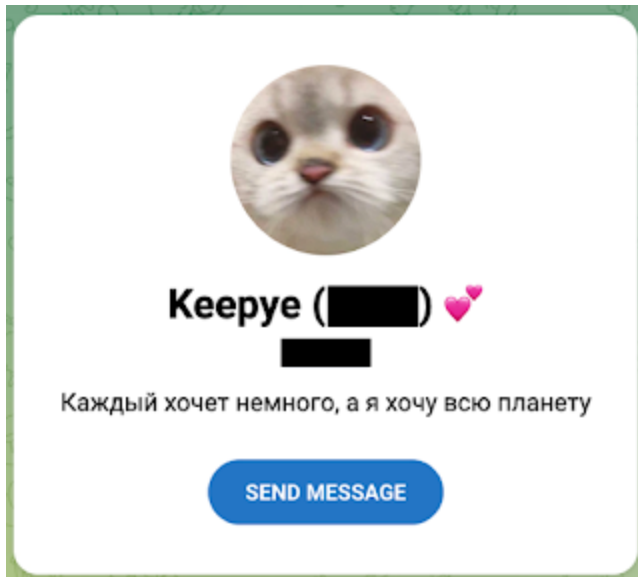 Keepye () 💕
Каждый хочет немного, а я хочу всю планету
SEND MESSAGE